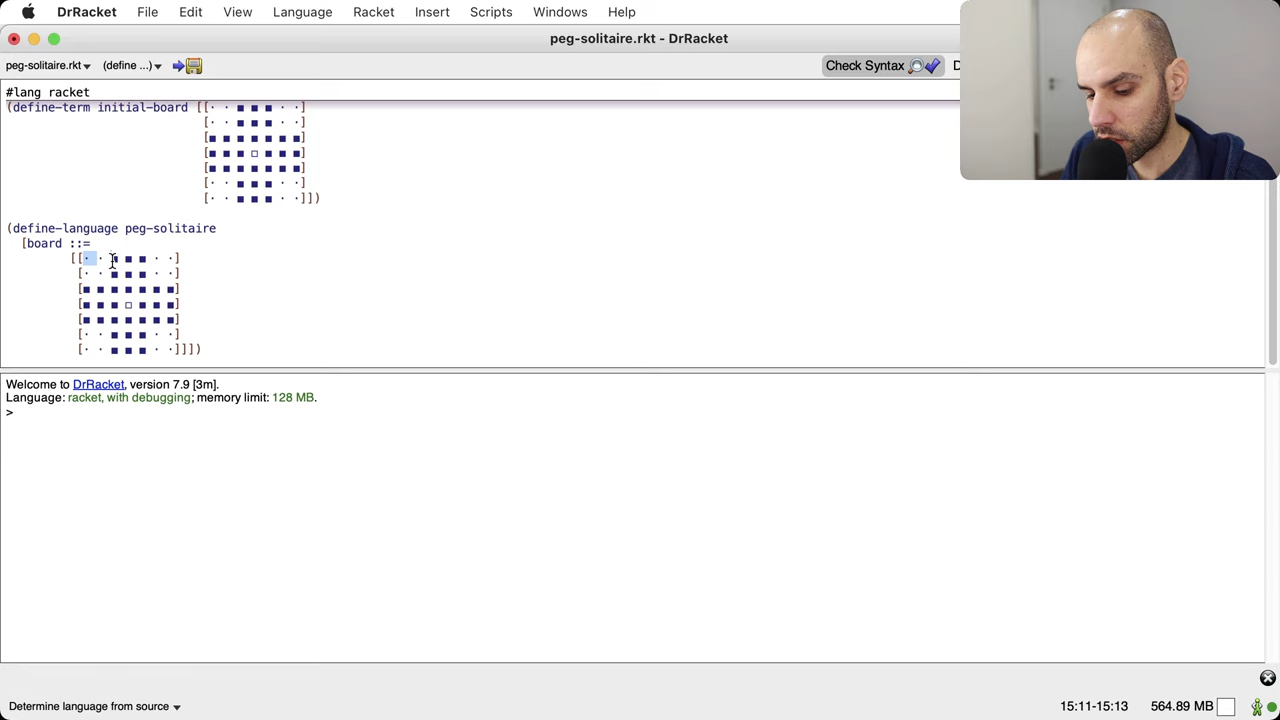 DrRacket File Edit View Language Racket Insert Scripts Windows Help
peg-solitaire.rkt - DrRacket
peg-solitaire.rkt (define ...) Check Syntax D
#lang racket
(define-term initial-board [[· · ■ ■ ■ · ·]
[· · ■ ■ ■ · ·]
[■ ■ ■ ■ ■ ■ ■]
[■ ■ ■ □ ■ ■ ■]
[■ ■ ■ ■ ■ ■ ■]
[· · ■ ■ ■ · ·]
[· · ■ ■ ■ · ·]])
(define-language peg-solitaire
[board ::=
[[· · ■ ■ ■ · ·]
[· · ■ ■ ■ · ·]
[■ ■ ■ ■ ■ ■ ■]
[■ ■ ■ □ ■ ■ ■]
[■ ■ ■ ■ ■ ■ ■]
[· · ■ ■ ■ · ·]
[· · ■ ■ ■ · ·]]])
Welcome to DrRacket, version 7.9 [3m].
Language: racket, with debugging; memory limit: 128 MB.
>
Determine language from source 15:11-15:13 564.89 MB